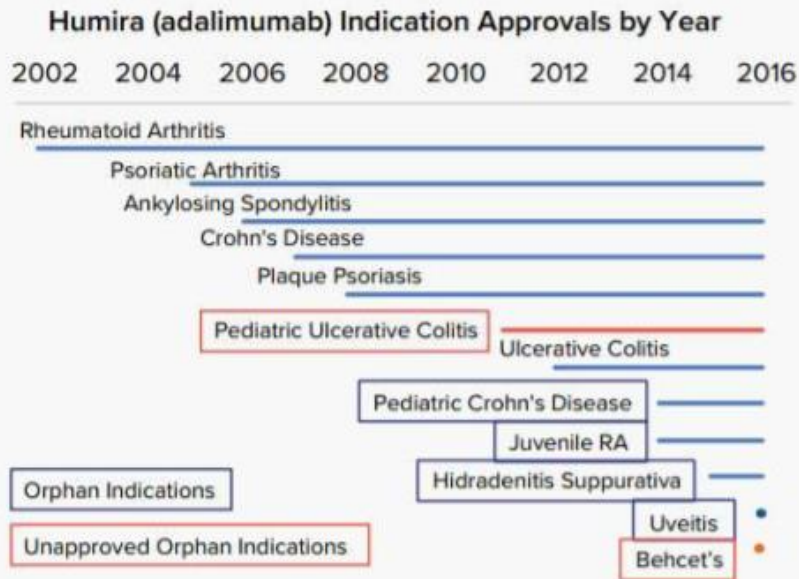 Humira (adalimumab) Indication Approvals by Year
2002 2004 2006 2008 2010 2012 2014 2016
Rheumatoid Arthritis
Psoriatic Arthritis
Ankylosing Spondylitis
Crohn's Disease
Plaque Psoriasis
Pediatric Ulcerative Colitis
Ulcerative Colitis
Pediatric Crohn's Disease
Juvenile RA
Hidradenitis Suppurativa
Orphan Indications
Uveitis
Unapproved Orphan Indications
Behcet's